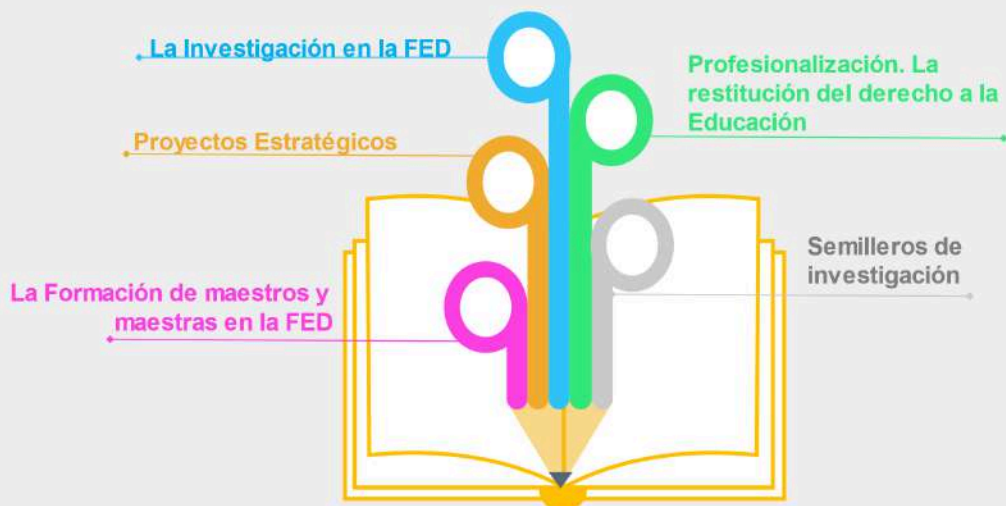 La Investigación en la FED
Profesionalización. La
restitución del derecho a la
Educación
Proyectos Estratégicos
Semilleros de
investigación
La Formación de maestros y
maestras en la FED